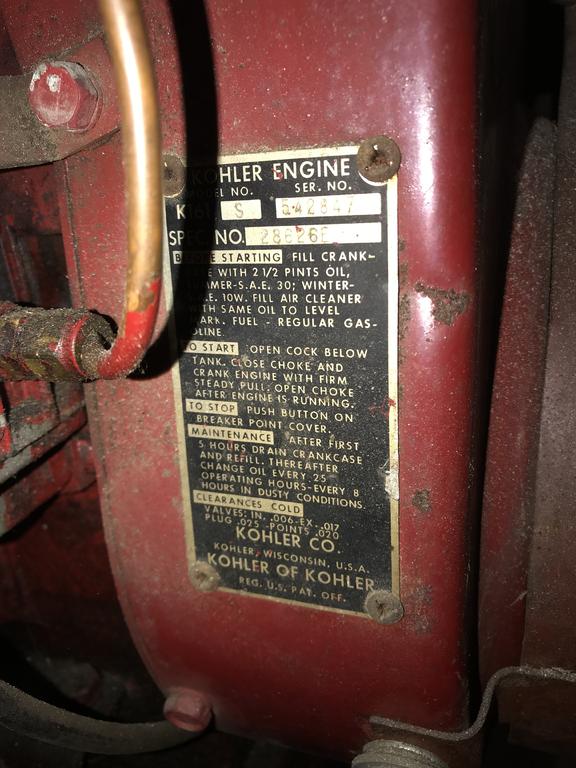 KOHLER ENGINE
MODEL NO. SER. NO.
S 542847
SPEC. NO. 28626E
BEFORE STARTING FILL CRANK-
WITH 2 1/2 PINTS OIL,
SUMMER-S.A.E. 30; WINTER-
S.A.E. 10W. FILL AIR CLEANER
WITH SAME OIL TO LEVEL
MARK. FUEL - REGULAR GAS-
OLINE.
TO START OPEN COCK BELOW
TANK. CLOSE CHOKE AND
CRANK ENGINE WITH FIRM
STEADY PULL. OPEN CHOKE
AFTER ENGINE IS RUNNING.
TO STOP PUSH BUTTON ON
BREAKER POINT COVER.
MAINTENANCE AFTER FIRST
5 HOURS DRAIN CRANKCASE
AND REFILL. THEREAFTER
CHANGE OIL EVERY 25
OPERATING HOURS-EVERY 8
HOURS IN DUSTY CONDITIONS.
CLEARANCES COLD
VALVES: IN. .006-EX. .017
PLUG .025 -POINTS .020
KOHLER CO.
KOHLER, WISCONSIN, U.S.A.
KOHLER OF KOHLER
REG. U.S. PAT. OFF.